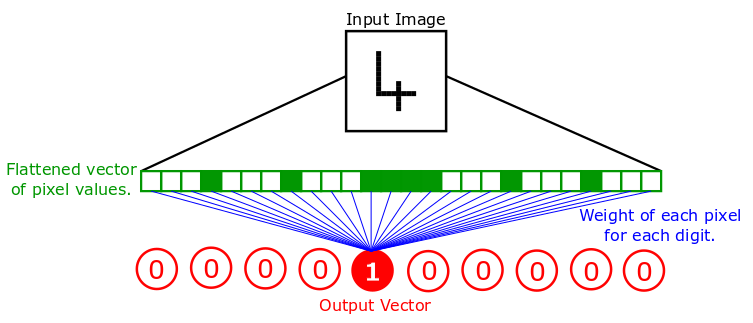 Input Image
Flattened vector
of pixel values.
Weight of each pixel
for each digit.
0 0 0 0 1 0 0 0 0 0
Output Vector